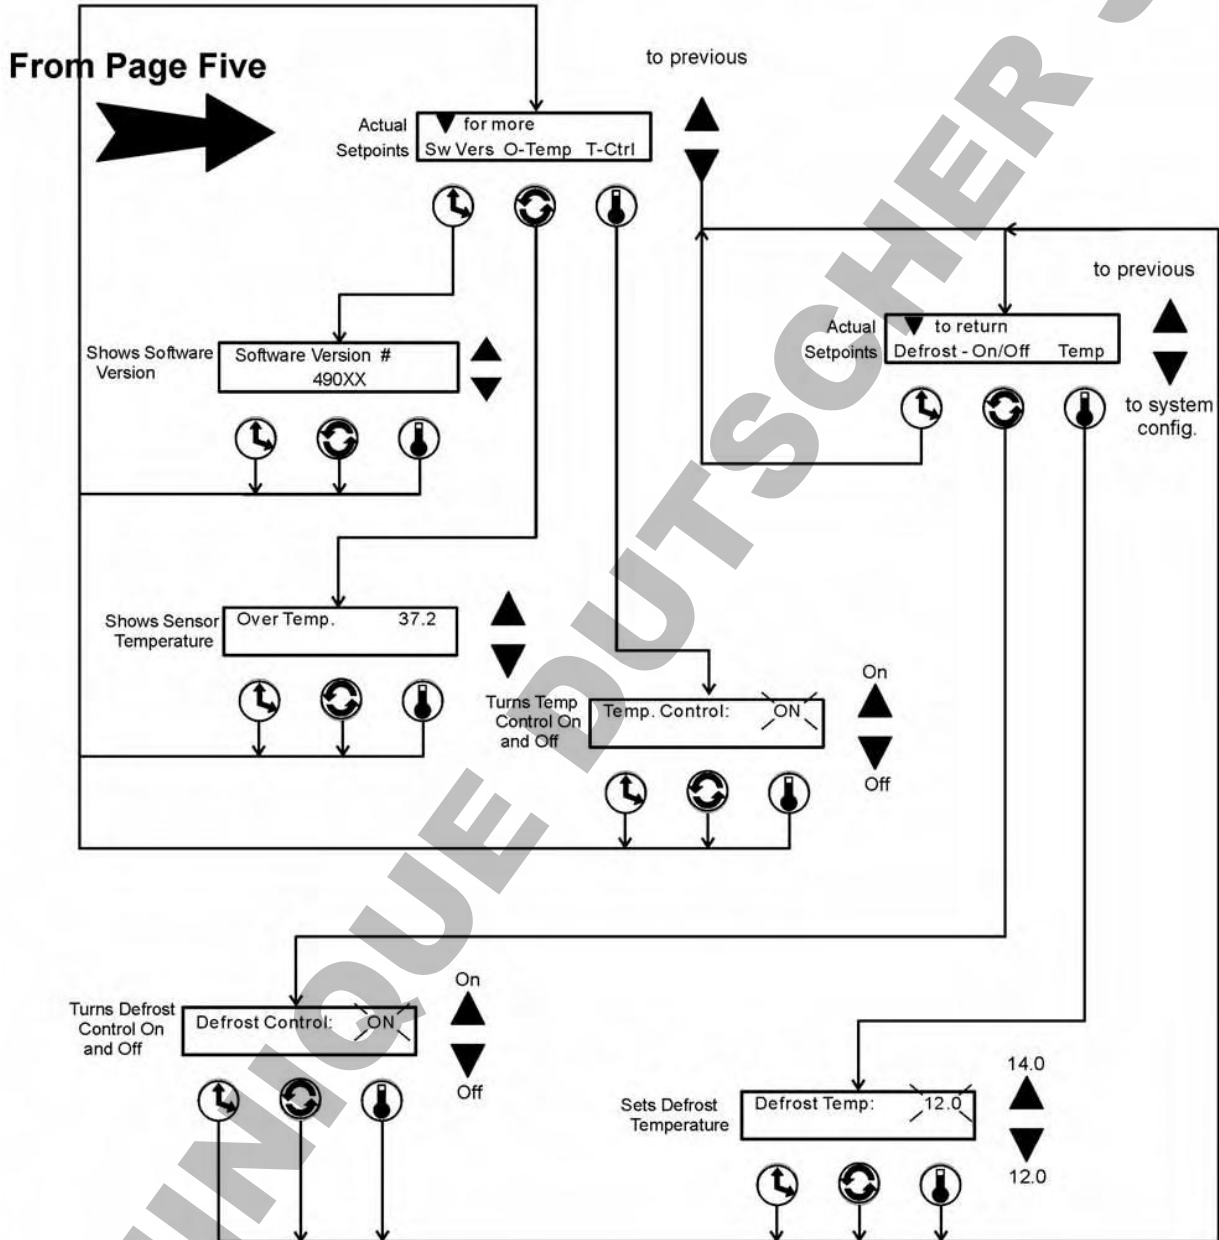 From Page Five
to previous
Actual
Setpoints
▼ for more
Sw Vers O-Temp T-Ctrl
to previous
Actual
Setpoints
▼ to return
Defrost - On/Off Temp
to system
config.
Shows Software
Version
Software Version #
490XX
Shows Sensor
Temperature
Over Temp. 37.2
Turns Temp
Control On
and Off
Temp. Control: ON
On
Off
Turns Defrost
Control On
and Off
Defrost Control: ON
On
Off
Sets Defrost
Temperature
Defrost Temp: 12.0
14.0
12.0
DUTSCHER